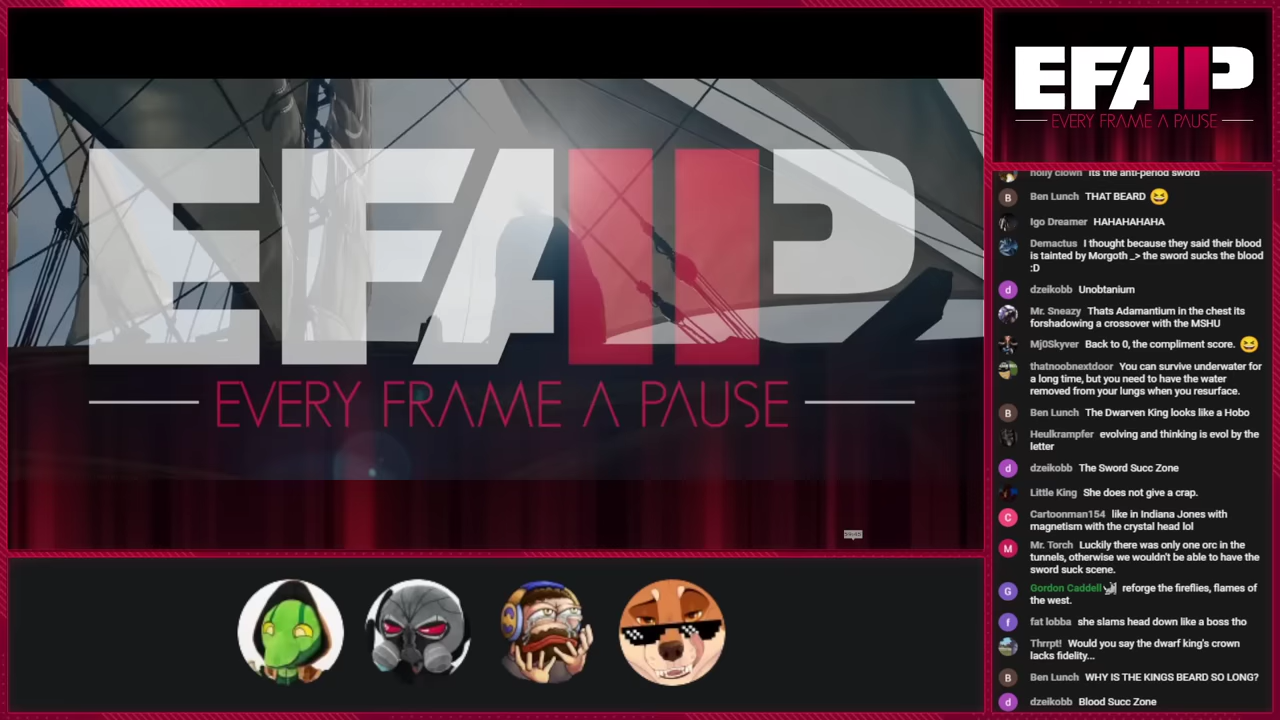 EFAP
EVERY FRAME A PAUSE
EFAP
EVERY FRAME A PAUSE
holly clown its the anti-period sword
B Ben Lunch THAT BEARD 😆
Igo Dreamer HAHAHAHAHA
Demactus I thought because they said their blood
is tainted by Morgoth _> the sword sucks the blood
:D
d dzeikobb Unobtanium
Mr. Sneazy Thats Adamantium in the chest its
forshadowing a crossover with the MSHU
Mj0Skyver Back to 0, the compliment score. 😆
thatnoobnextdoor You can survive underwater for
a long time, but you need to have the water
removed from your lungs when you resurface.
B Ben Lunch The Dwarven King looks like a Hobo
Heulkrampfer evolving and thinking is evol by the
letter
d dzeikobb The Sword Succ Zone
Little King She does not give a crap.
C Cartoonman154 like in Indiana Jones with
magnetism with the crystal head lol
M Mr. Torch Luckily there was only one orc in the
tunnels, otherwise we wouldn't be able to have the
sword suck scene.
G Gordon Caddell reforge the fireflies, flames of
the west.
f fat lobba she slams head down like a boss tho
Thrrpt! Would you say the dwarf king's crown
lacks fidelity...
B Ben Lunch WHY IS THE KINGS BEARD SO LONG?
d dzeikobb Blood Succ Zone